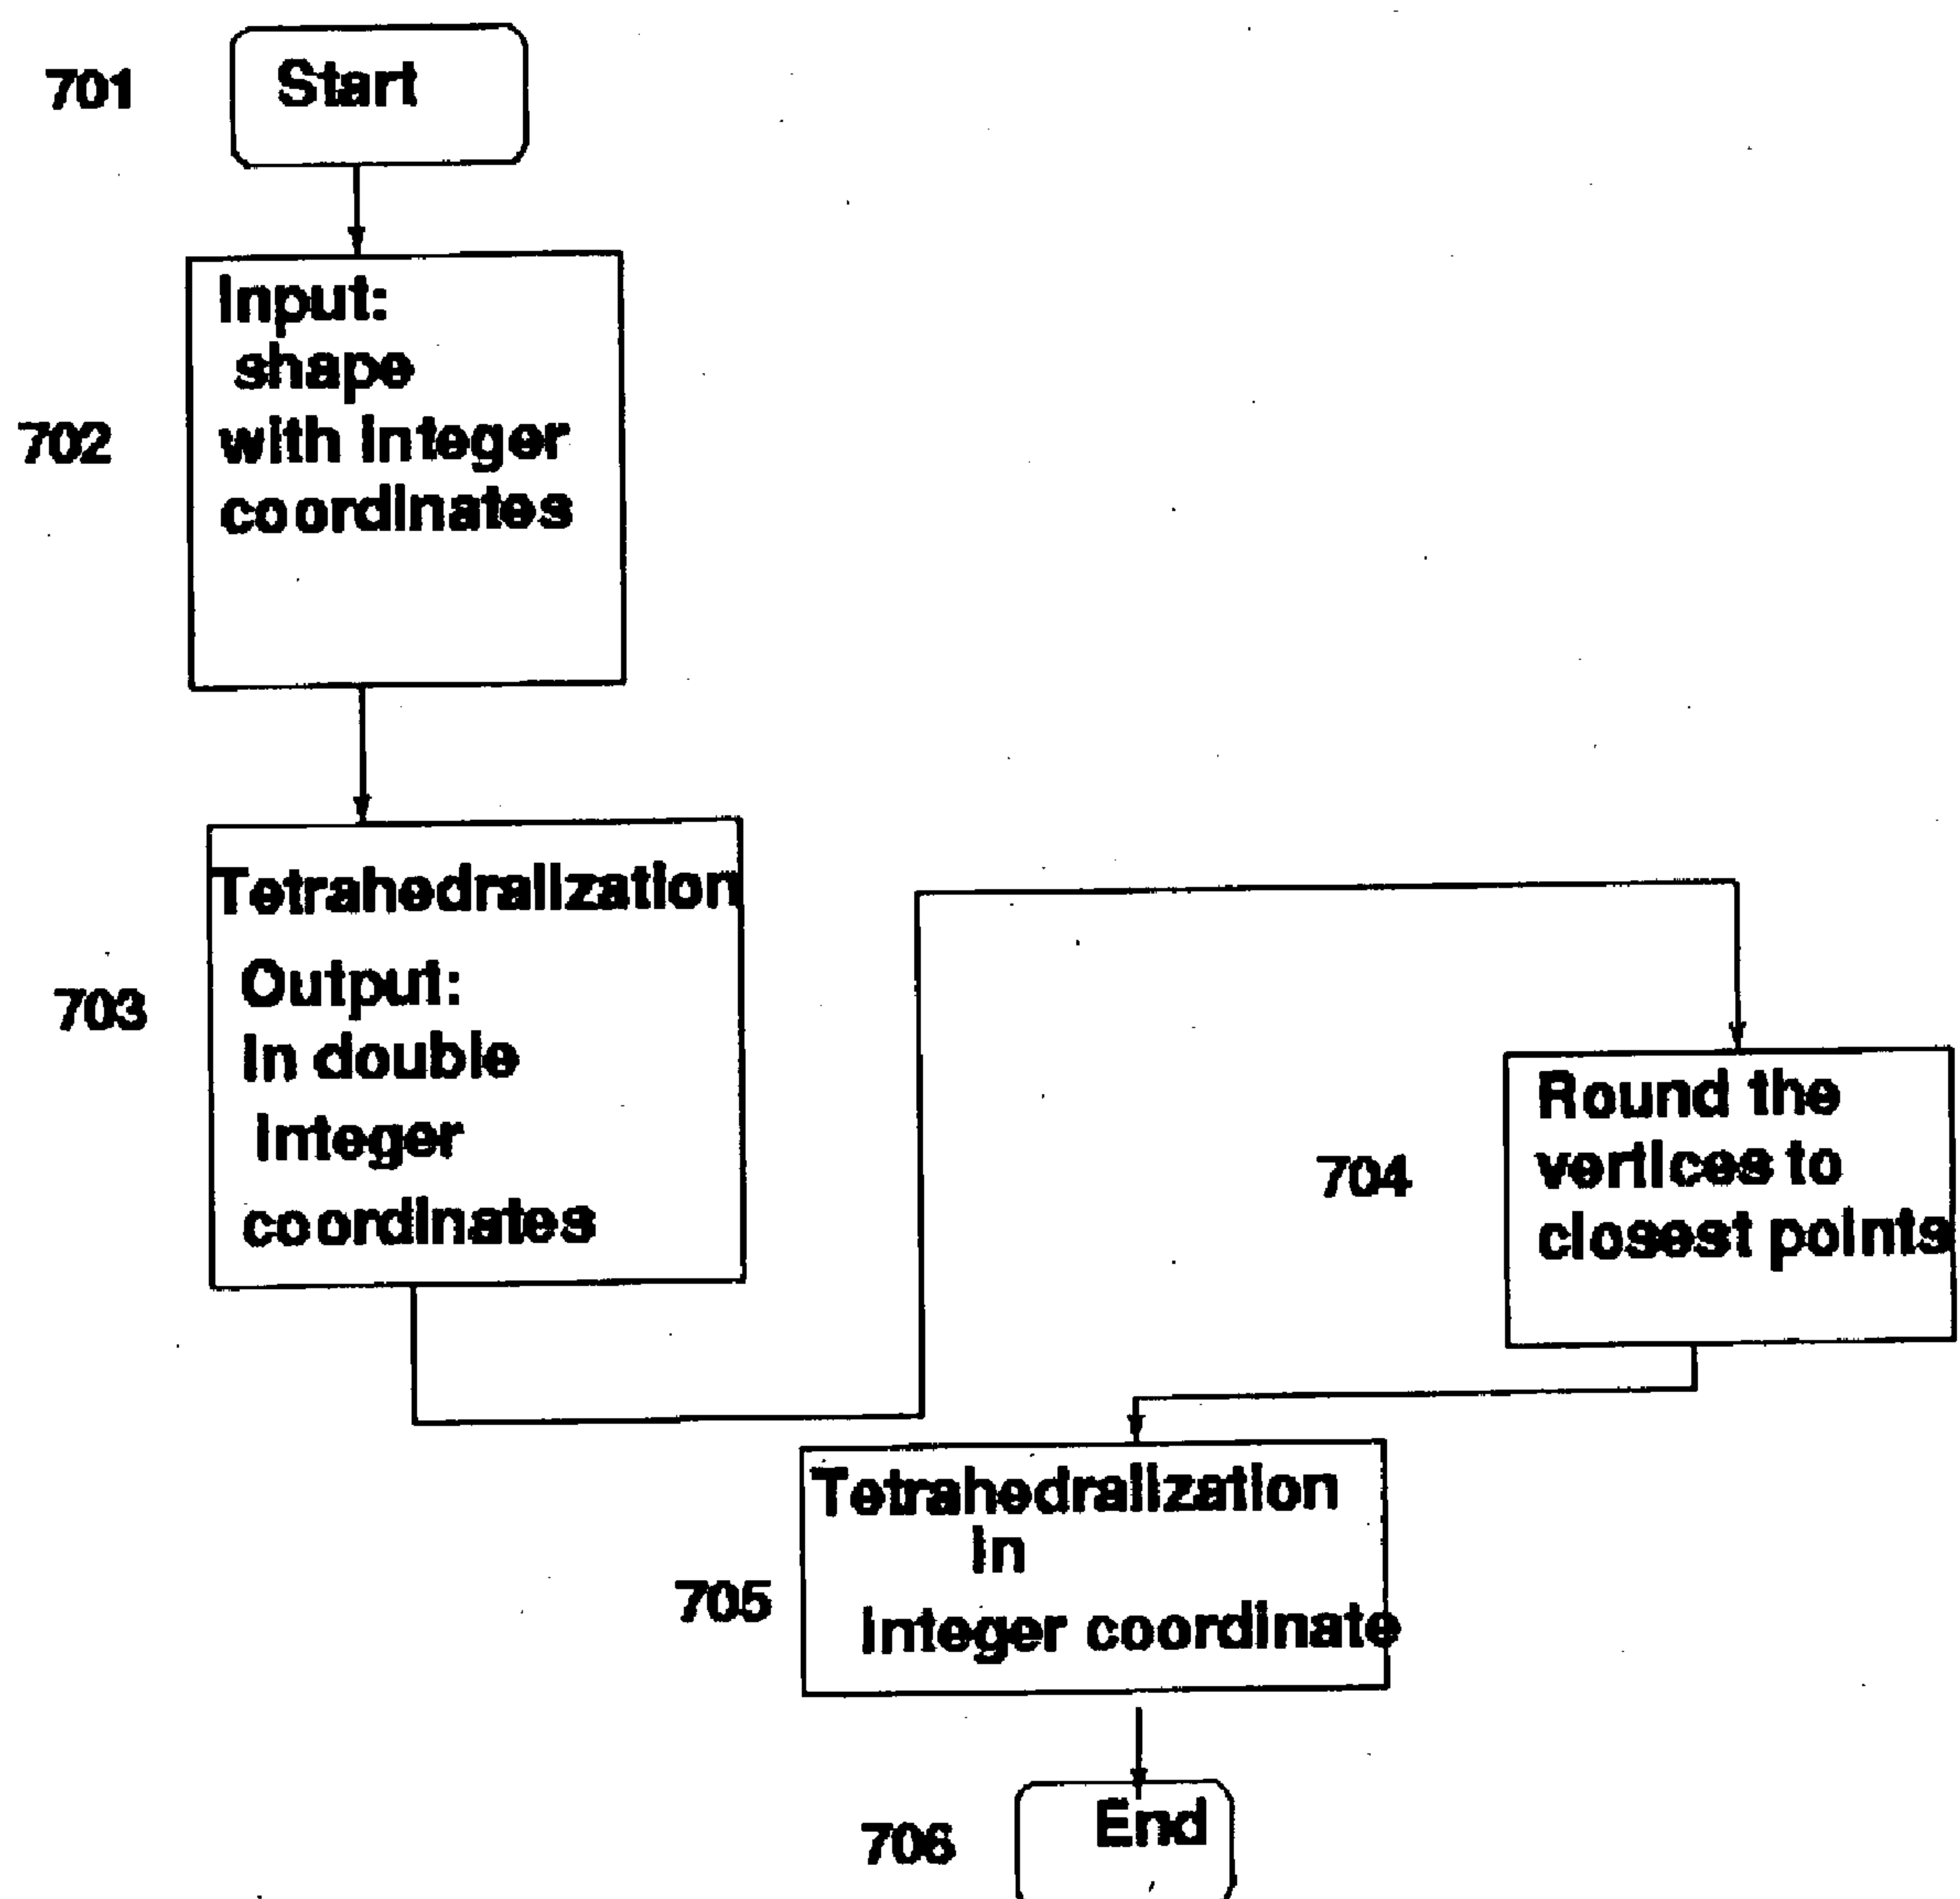 701
Start
Input:
shape
with integer
coordinates
702
Tetrahedralization
Output:
In double
Integer
coordinates
703
Round the
vertices to
closest points
704
Tetrahedralization
In
Integer coordinate
705
End
706